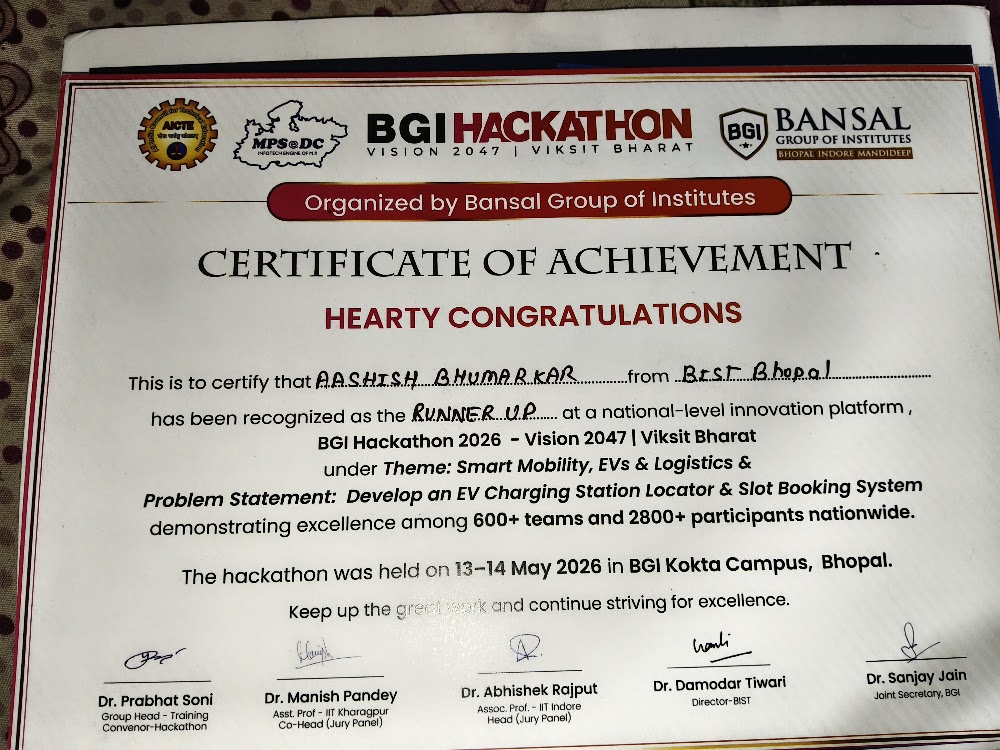 AICTE
MPSeDC
INFOTECH ENGINE OF M.P.
BGI HACKATHON
VISION 2047 | VIKSIT BHARAT
BGI
BANSAL
GROUP OF INSTITUTES
BHOPAL INDORE MANDIDEEP
Organized by Bansal Group of Institutes
CERTIFICATE OF ACHIEVEMENT
HEARTY CONGRATULATIONS
This is to certify that AASHISH BHUMARKAR from BIST Bhopal
has been recognized as the RUNNER UP at a national-level innovation platform ,
BGI Hackathon 2026 - Vision 2047 | Viksit Bharat
under Theme: Smart Mobility, EVs & Logistics &
Problem Statement: Develop an EV Charging Station Locator & Slot Booking System
demonstrating excellence among 600+ teams and 2800+ participants nationwide.
The hackathon was held on 13-14 May 2026 in BGI Kokta Campus, Bhopal.
Keep up the great work and continue striving for excellence.
Dr. Prabhat Soni
Group Head - Training
Convenor-Hackathon
Dr. Manish Pandey
Asst. Prof - IIT Kharagpur
Co-Head (Jury Panel)
Dr. Abhishek Rajput
Assoc. Prof. - IIT Indore
Head (Jury Panel)
Dr. Damodar Tiwari
Director-BIST
Dr. Sanjay Jain
Joint Secretary, BGI